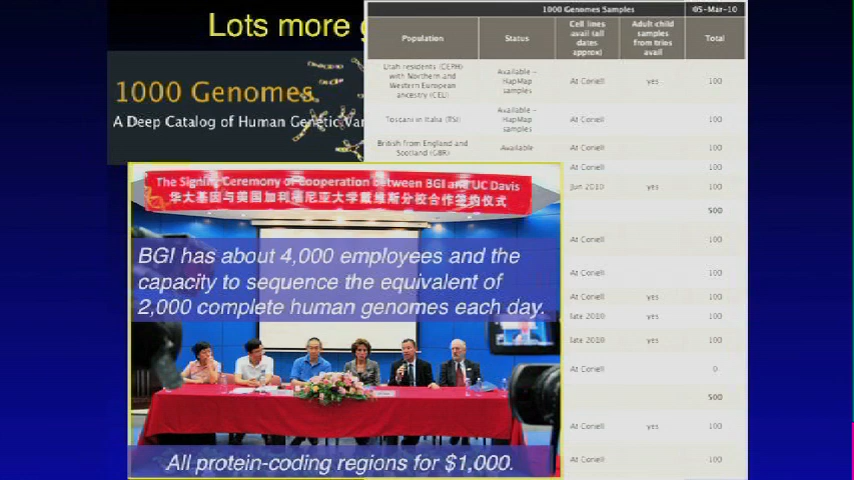 Lots more
1000 Genomes
A Deep Catalog of Human Genetic Var
1000 Genomes Samples 05-Mar-10
Population Status Cell lines avail (all dates approx) Adult child samples from trios avail Total
Utah residents (CEPH) with Northern and Western European ancestry (CEU) Available - HapMap samples At Coriell yes 100
Toscani in Italia (TSI) Available - HapMap samples At Coriell 100
British from England and Scotland (GBR) Available At Coriell 100
At Coriell 100
Jun 2010 yes 100
500
At Coriell 100
At Coriell 100
At Coriell yes 100
late 2010 yes 100
late 2010 yes 100
At Coriell 0
500
At Coriell yes 100
At Coriell 100
The Signing Ceremony of Cooperation between BGI and UC Davis
华大基因与美国加利福尼亚大学戴维斯分校合作签约仪式
BGI has about 4,000 employees and the
capacity to sequence the equivalent of
2,000 complete human genomes each day.
All protein-coding regions for $1,000.